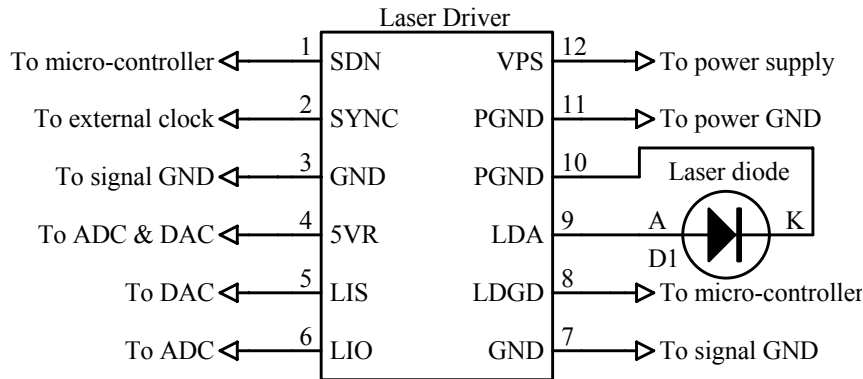 Laser Driver
To micro-controller 1 SDN VPS 12 To power supply
To external clock 2 SYNC PGND 11 To power GND
To signal GND 3 GND PGND 10
Laser diode
To ADC & DAC 4 5VR LDA 9 A K
D1
To DAC 5 LIS LDGD 8 To micro-controller
To ADC 6 LIO GND 7 To signal GND